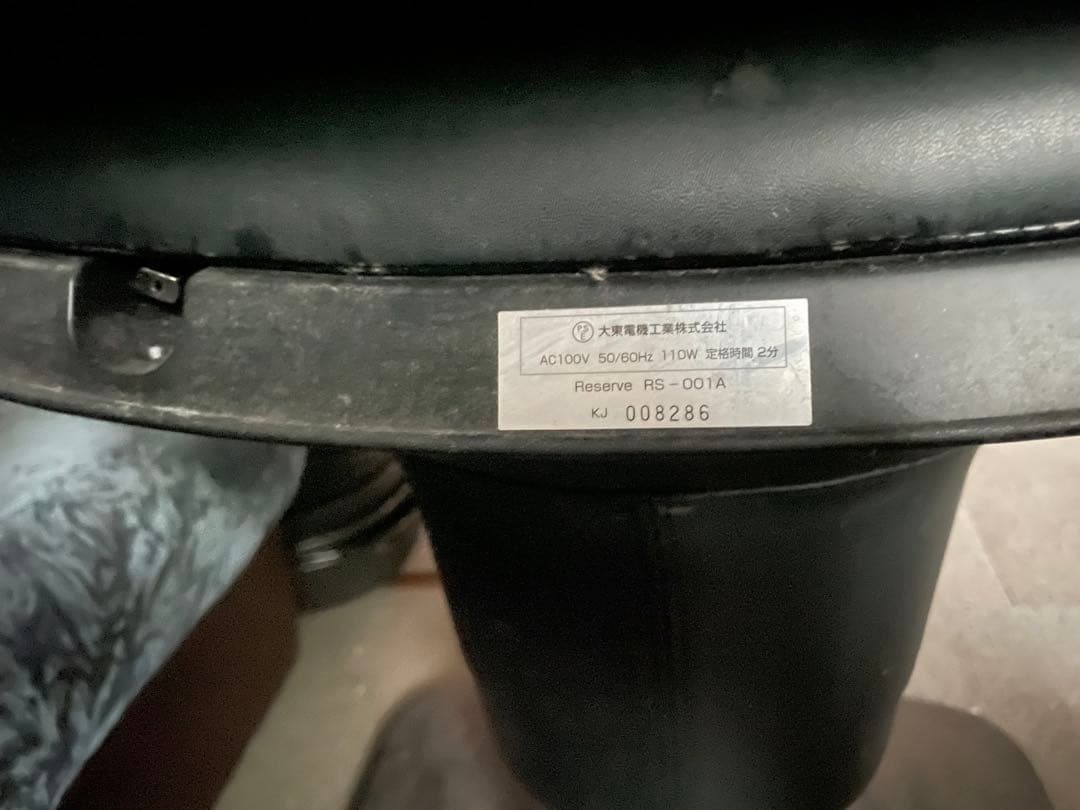 PSE 大東電機工業株式会社
AC100V 50/60Hz 110W 定格時間 2分
Reserve RS-001A
KJ 008286